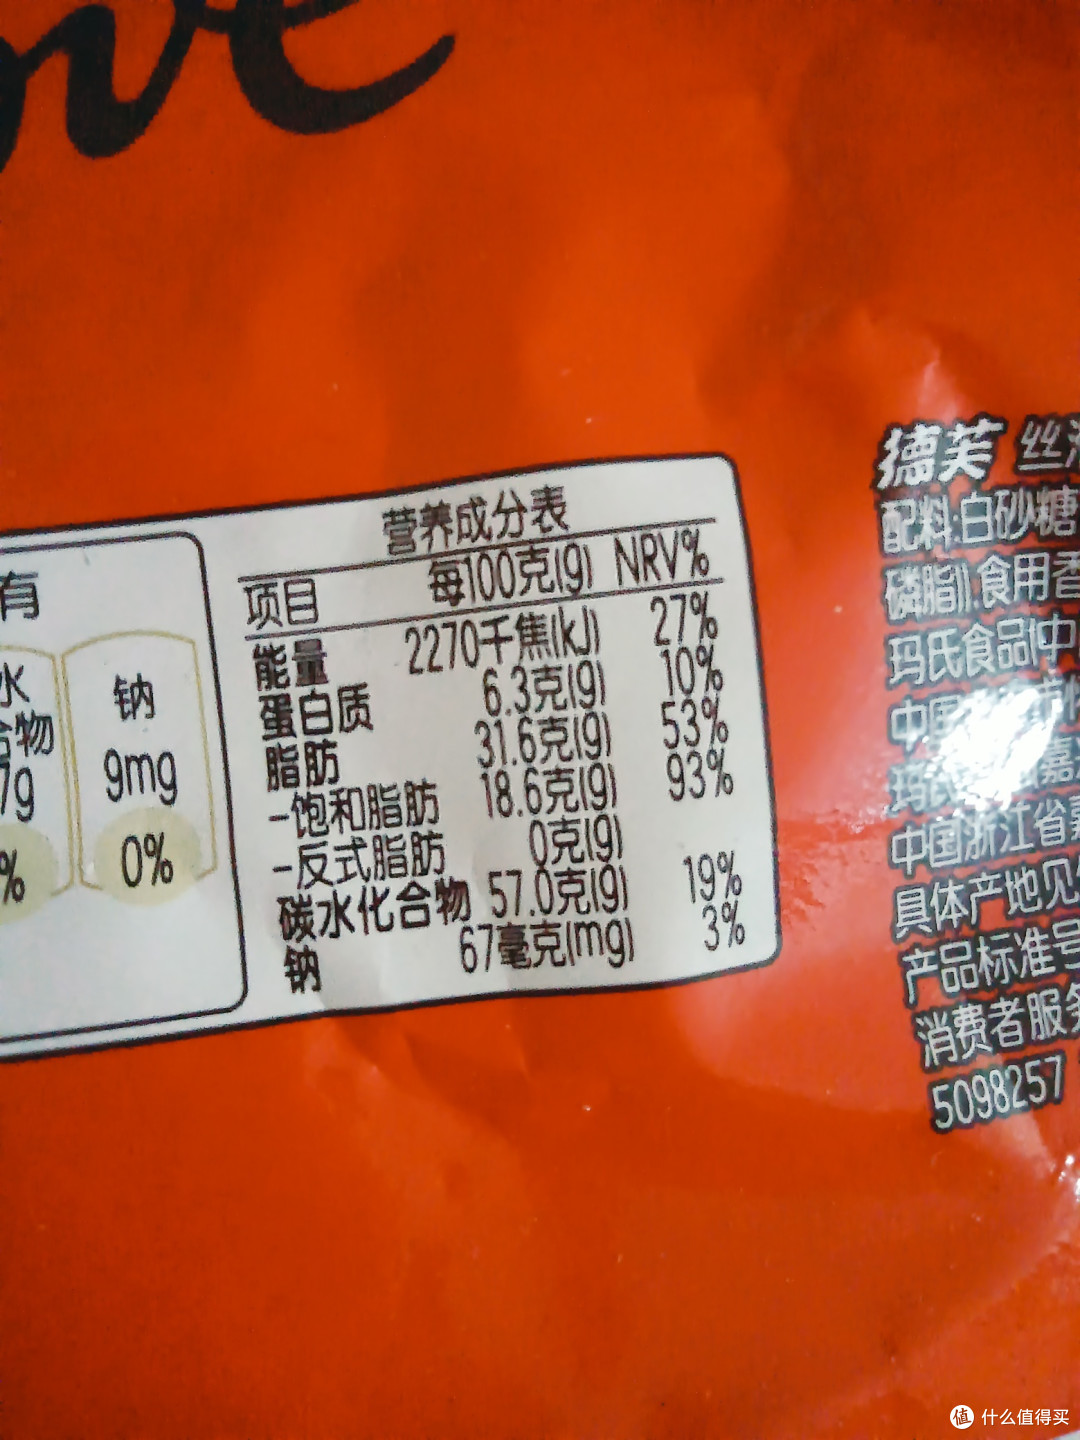 营养成分表
项目 每100克(g) NRV%
能量 2270千焦(kJ) 27%
蛋白质 6.3克(g) 10%
脂肪 31.6克(g) 53%
-饱和脂肪 18.6克(g) 93%
-反式脂肪 0克(g)
碳水化合物 57.0克(g) 19%
钠 67毫克(mg) 3%
有
水
合物
7g
%
钠
9mg
0%
德芙 丝
配料:白砂糖
磷脂),食用香
玛氏食品(中
中国
玛氏
中国浙江省
具体产地见
产品标准号
消费者服务
5098257
值 什么值得买